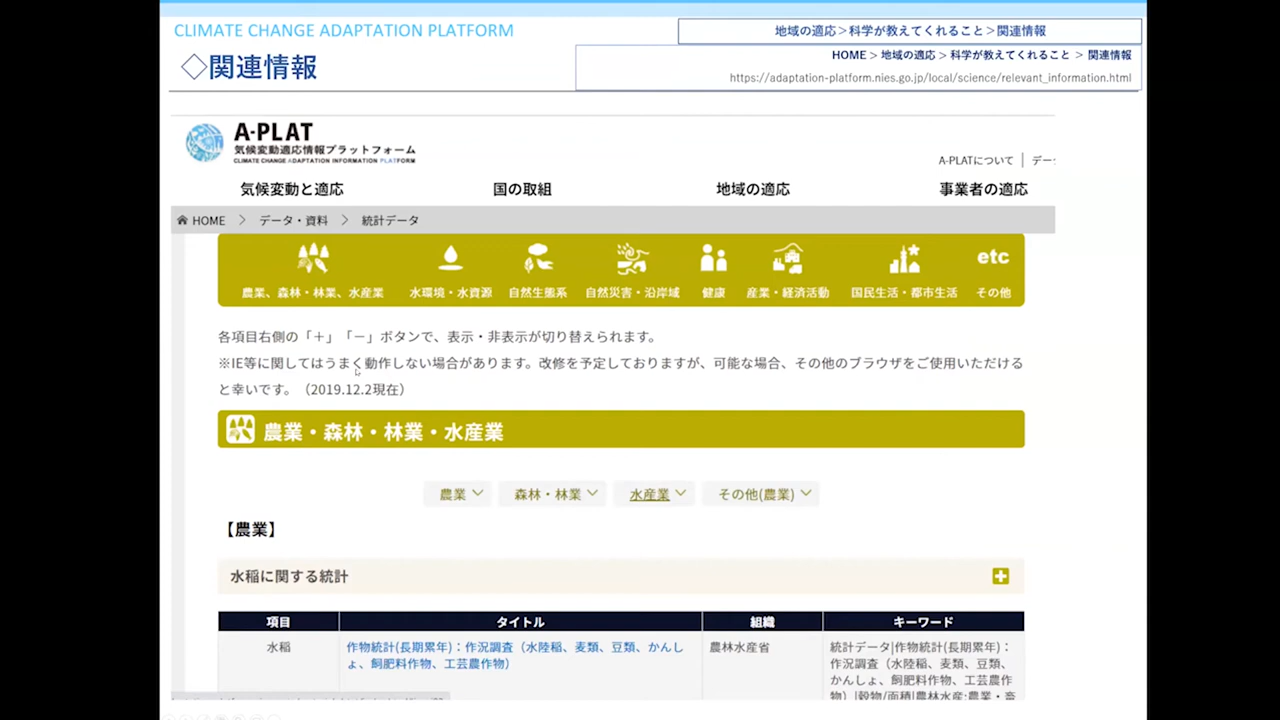 CLIMATE CHANGE ADAPTATION PLATFORM
地域の適応＞科学が教えてくれること＞関連情報
◇関連情報
HOME > 地域の適応 > 科学が教えてくれること > 関連情報
https://adaptation-platform.nies.go.jp/local/science/relevant_information.html
A-PLAT
気候変動適応情報プラットフォーム
CLIMATE CHANGE ADAPTATION INFORMATION PLATFORM
A-PLATについて
気候変動と適応 国の取組 地域の適応 事業者の適応
HOME > データ・資料 > 統計データ
etc
農業、森林・林業、水産業 水環境・水資源 自然生態系 自然災害・沿岸域 健康 産業・経済活動 国民生活・都市生活 その他
各項目右側の「＋」「－」ボタンで、表示・非表示が切り替えられます。
※IE等に関してはうまく動作しない場合があります。改修を予定しておりますが、可能な場合、その他のブラウザをご使用いただける
と幸いです。（2019.12.2現在）
農業・森林・林業・水産業
農業 森林・林業 水産業 その他(農業)
【農業】
水稲に関する統計
項目 タイトル 組織 キーワード
水稲 作物統計(長期累年)：作況調査（水陸稲、麦類、豆類、かんし 農林水産省 統計データ|作物統計(長期累年)：
ょ、飼肥料作物、工芸農作物） 作況調査（水陸稲、麦類、豆類、
かんしょ、飼肥料作物、工芸農作
物）|穀物/面積|農林水産:農業・畜